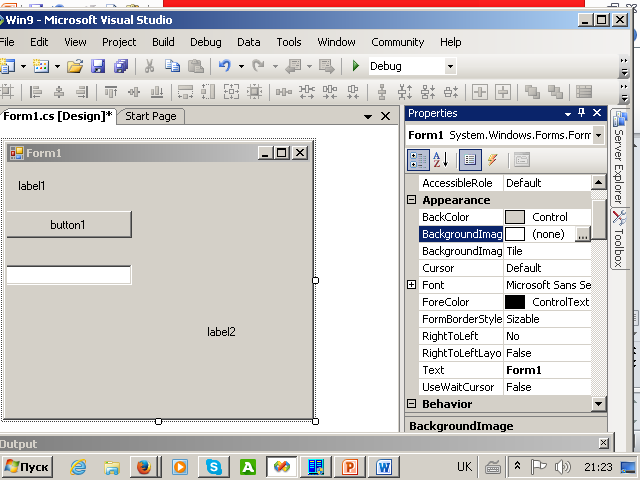 Win9 - Microsoft Visual Studio
File Edit View Project Build Debug Data Tools Window Community Help
Debug
Form1.cs [Design]* Start Page
Properties
Form1 System.Windows.Forms.Form
Form1
label1
button1
label2
AccessibleRole Default
Appearance
BackColor Control
BackgroundImag (none) ...
BackgroundImag Tile
Cursor Default
Font Microsoft Sans Se
ForeColor ControlText
FormBorderStyle Sizable
RightToLeft No
RightToLeftLayo False
Text Form1
UseWaitCursor False
Behavior
BackgroundImage
Server Explorer
Toolbox
Output
Пуск UK 21:23